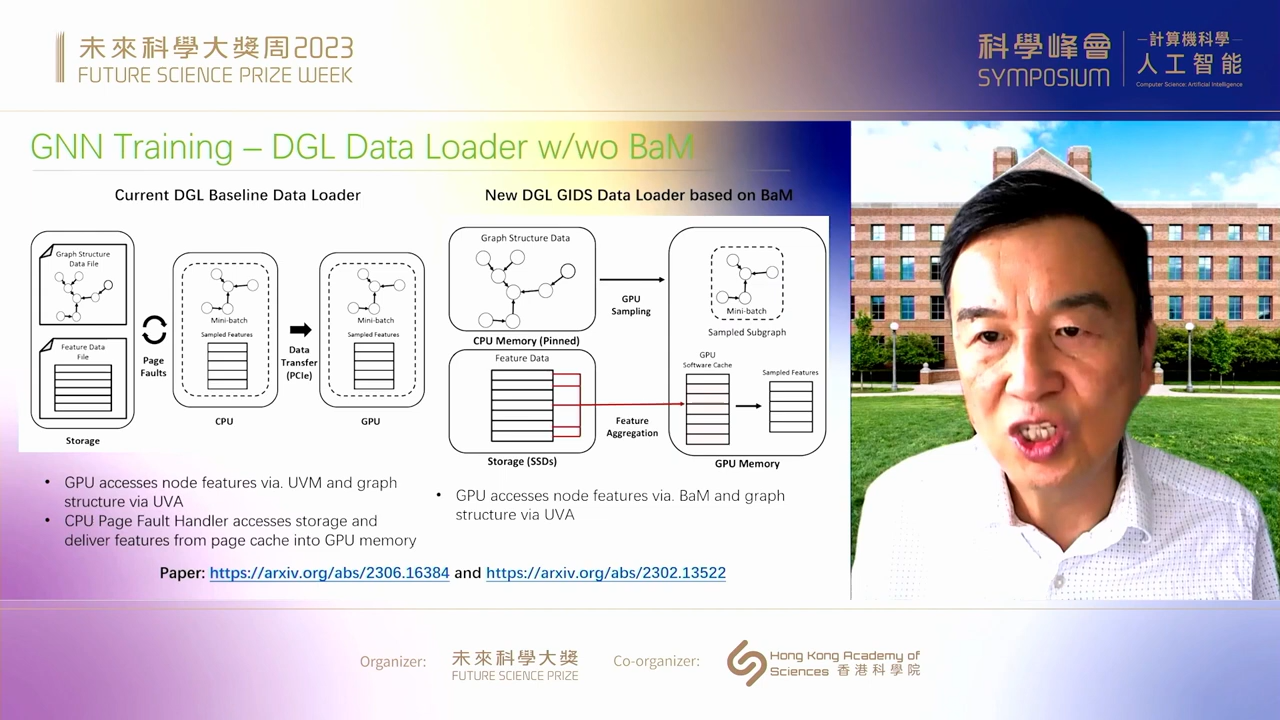 未來科學大獎周2023
FUTURE SCIENCE PRIZE WEEK
科學峰會
SYMPOSIUM
計算機科學
人工智能
Computer Science: Artificial Intelligence
GNN Training – DGL Data Loader w/wo BaM
Current DGL Baseline Data Loader
Graph Structure
Data File
Feature Data
File
Storage
Page
Faults
Mini-batch
Sampled Features
CPU
Data
Transfer
(PCIe)
Mini-batch
Sampled Features
GPU
New DGL GIDS Data Loader based on BaM
Graph Structure Data
CPU Memory (Pinned)
GPU
Sampling
Mini-batch
Sampled Subgraph
Feature Data
Storage (SSDs)
Feature
Aggregation
GPU
Software Cache
Sampled Features
GPU Memory
• GPU accesses node features via. UVM and graph
structure via UVA
• CPU Page Fault Handler accesses storage and
deliver features from page cache into GPU memory
• GPU accesses node features via. BaM and graph
structure via UVA
Paper: https://arxiv.org/abs/2306.16384 and https://arxiv.org/abs/2302.13522
Organizer:
未來科學大獎
FUTURE SCIENCE PRIZE
Co-organizer:
Hong Kong Academy of
Sciences 香港科學院